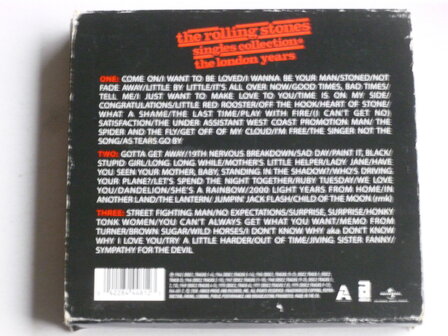 the rolling stones
singles collection*
the london years
ONE: COME ON/I WANT TO BE LOVED/I WANNA BE YOUR MAN/STONED/NOT
FADE AWAY/LITTLE BY LITTLE/IT'S ALL OVER NOW/GOOD TIMES, BAD TIMES/
TELL ME/I JUST WANT TO MAKE LOVE TO YOU/TIME IS ON MY SIDE/
CONGRATULATIONS/LITTLE RED ROOSTER/OFF THE HOOK/HEART OF STONE/
WHAT A SHAME/THE LAST TIME/PLAY WITH FIRE/(I CAN'T GET NO)
SATISFACTION/THE UNDER ASSISTANT WEST COAST PROMOTION MAN/ THE
SPIDER AND THE FLY/GET OFF OF MY CLOUD/I'M FREE/THE SINGER NOT THE
SONG/AS TEARS GO BY
TWO: GOTTA GET AWAY/19TH NERVOUS BREAKDOWN/SAD DAY/PAINT IT, BLACK/
STUPID GIRL/LONG LONG WHILE/MOTHER'S LITTLE HELPER/LADY JANE/HAVE YOU
SEEN YOUR MOTHER, BABY, STANDING IN THE SHADOW?/WHO'S DRIVING
YOUR PLANE?/LET'S SPEND THE NIGHT TOGETHER/RUBY TUESDAY/WE LOVE
YOU/DANDELION/SHE'S A RAINBOW/2000 LIGHT YEARS FROM HOME/IN
ANOTHER LAND/THE LANTERN/ JUMPIN' JACK FLASH/CHILD OF THE MOON (rmk)
THREE: STREET FIGHTING MAN/NO EXPECTATIONS/SURPRISE, SURPRISE/HONKY
TONK WOMEN/YOU CAN'T ALWAYS GET WHAT YOU WANT/MEMO FROM
TURNER/BROWN SUGAR/WILD HORSES/I DON'T KNOW WHY aka DON'T KNOW
WHY I LOVE YOU/TRY A LITTLE HARDER/OUT OF TIME/JIVING SISTER FANNY/
SYMPATHY FOR THE DEVIL
UNIVERSAL